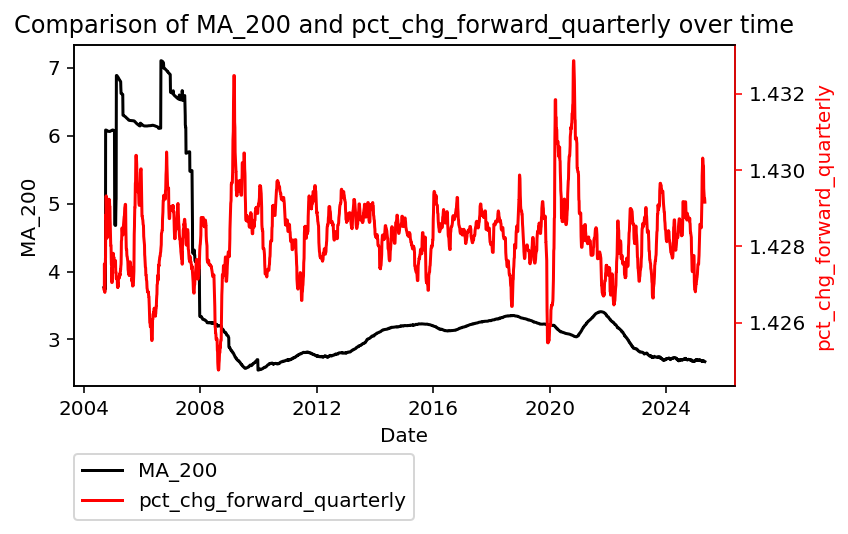 Comparison of MA_200 and pct_chg_forward_quarterly over time
7
6
5
4
3
MA_200
1.432
1.430
1.428
1.426
pct_chg_forward_quarterly
2004
2008
2012
2016
2020
2024
Date
MA_200
pct_chg_forward_quarterly